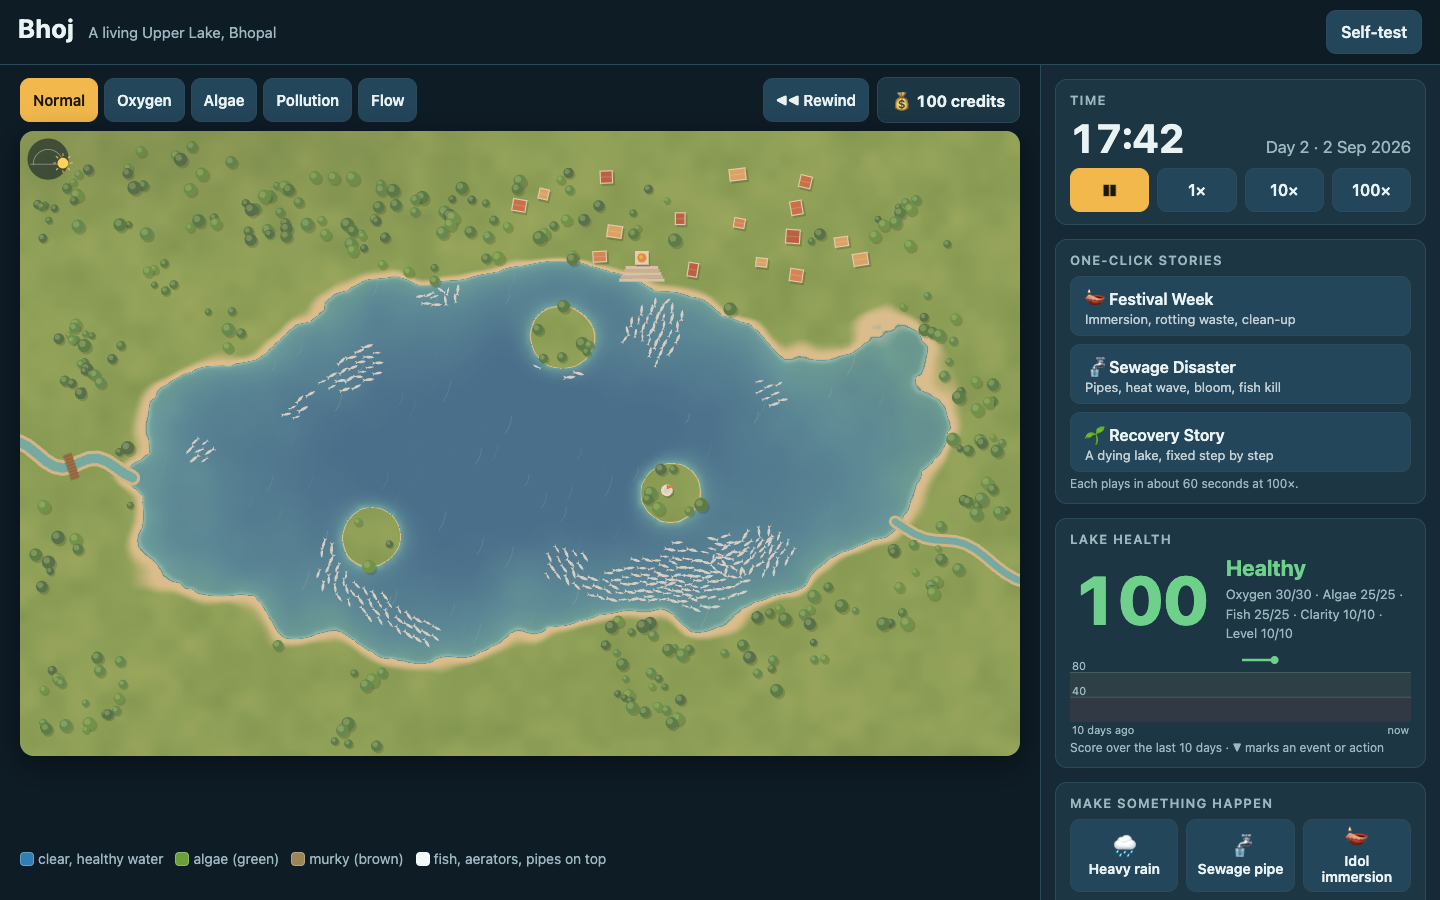 Bhoj
A living Upper Lake, Bhopal
Self-test
Normal
Oxygen
Algae
Pollution
Flow
◀◀ Rewind
💰 100 credits
clear, healthy water
algae (green)
murky (brown)
fish, aerators, pipes on top
TIME
17:42
Day 2 · 2 Sep 2026
1×
10×
100×
ONE-CLICK STORIES
Festival Week
Immersion, rotting waste, clean-up
Sewage Disaster
Pipes, heat wave, bloom, fish kill
Recovery Story
A dying lake, fixed step by step
Each plays in about 60 seconds at 100×.
LAKE HEALTH
100
Healthy
Oxygen 30/30 · Algae 25/25 ·
Fish 25/25 · Clarity 10/10 ·
Level 10/10
80
40
10 days ago
now
Score over the last 10 days · ▼ marks an event or action
MAKE SOMETHING HAPPEN
Heavy rain
Sewage pipe
Idol
immersion